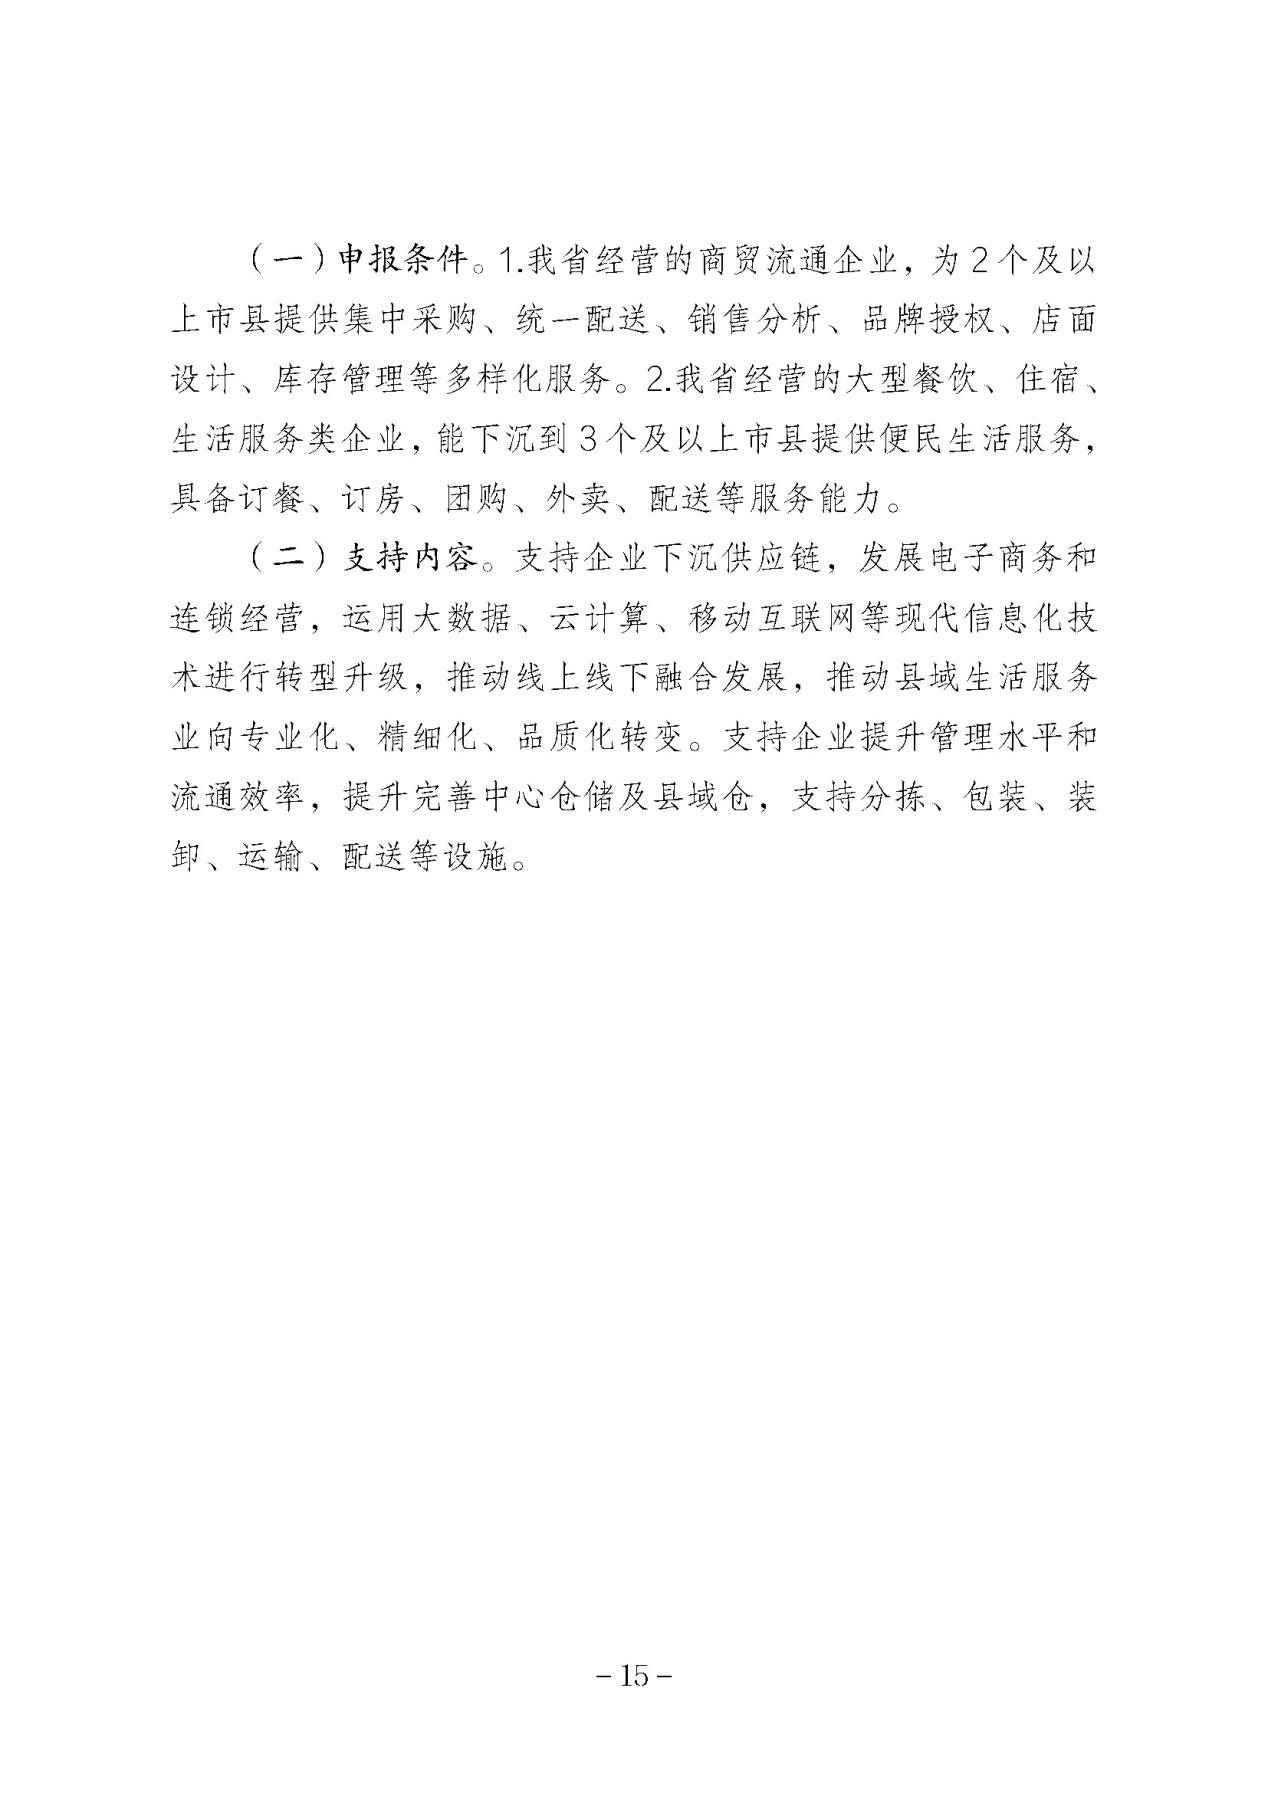 （一）申报条件。1.我省经营的商贸流通企业，为2个及以
上市县提供集中采购、统一配送、销售分析、品牌授权、店面
设计、库存管理等多样化服务。2.我省经营的大型餐饮、住宿、
生活服务类企业，能下沉到3个及以上市县提供便民生活服务，
具备订餐、订房、团购、外卖、配送等服务能力。
（二）支持内容。支持企业下沉供应链，发展电子商务和
连锁经营，运用大数据、云计算、移动互联网等现代信息化技
术进行转型升级，推动线上线下融合发展，推动县域生活服务
业向专业化、精细化、品质化转变。支持企业提升管理水平和
流通效率，提升完善中心仓储及县域仓，支持分拣、包装、装
卸、运输、配送等设施。
－15－